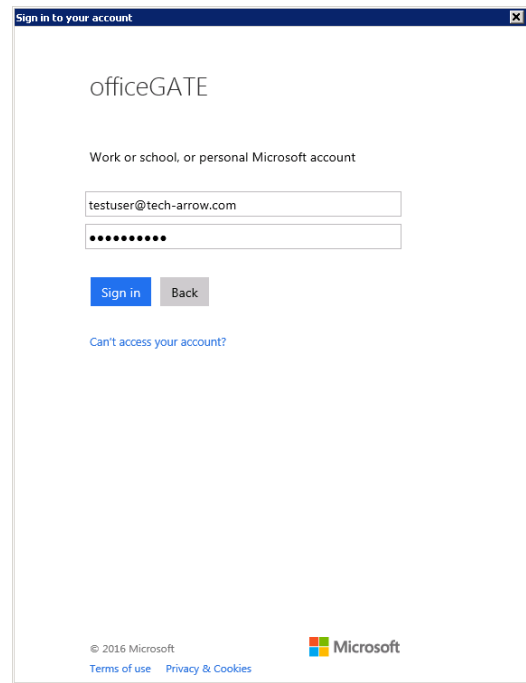 Sign in to your account
officeGATE
Work or school, or personal Microsoft account
testuser@tech-arrow.com
●●●●●●●●●●
Sign in Back
Can't access your account?
© 2016 Microsoft
Microsoft
Terms of use Privacy & Cookies